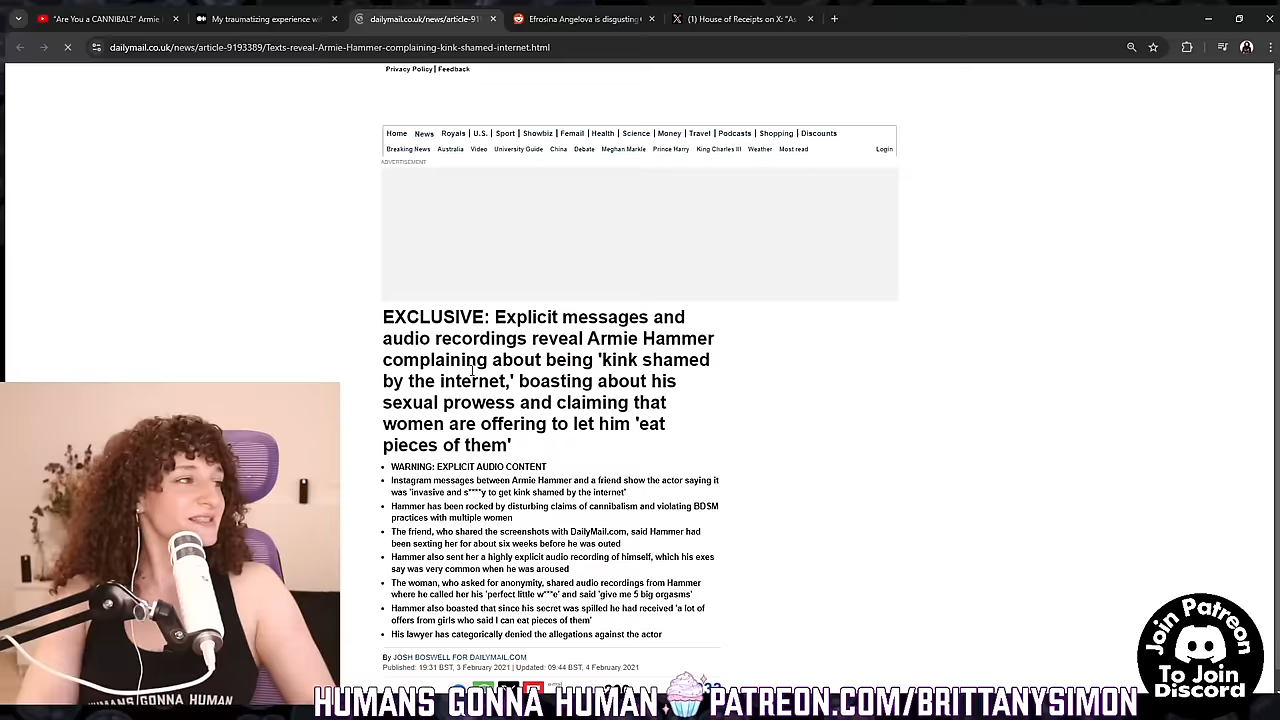 "Are You a CANNIBAL?" Armie
My traumatizing experience wi
dailymail.co.uk/news/article-919
Efrosina Angelova is disgusting
(1) House of Receipts on X: "As
dailymail.co.uk/news/article-9193389/Texts-reveal-Armie-Hammer-complaining-kink-shamed-internet.html
Privacy Policy | Feedback
Home News Royals U.S. Sport Showbiz Femail Health Science Money Travel Podcasts Shopping Discounts
Breaking News Australia Video University Guide China Debate Meghan Markle Prince Harry King Charles III Weather Most read Login
ADVERTISEMENT
EXCLUSIVE: Explicit messages and
audio recordings reveal Armie Hammer
complaining about being 'kink shamed
by the internet,' boasting about his
sexual prowess and claiming that
women are offering to let him 'eat
pieces of them'
WARNING: EXPLICIT AUDIO CONTENT
Instagram messages between Armie Hammer and a friend show the actor saying it
was 'invasive and s****y to get kink shamed by the internet'
Hammer has been rocked by disturbing claims of cannibalism and violating BDSM
practices with multiple women
The friend, who shared the screenshots with DailyMail.com, said Hammer had
been sexting her for about six weeks before he was outed
Hammer also sent her a highly explicit audio recording of himself, which his exes
say was very common when he was aroused
The woman, who asked for anonymity, shared audio recordings from Hammer
where he called her his 'perfect little w***e' and said 'give me 5 big orgasms'
Hammer also boasted that since his secret was spilled he had received 'a lot of
offers from girls who said I can eat pieces of them'
His lawyer has categorically denied the allegations against the actor
By JOSH BOSWELL FOR DAILYMAIL.COM
Published: 19:31 BST, 3 February 2021 | Updated: 09:44 BST, 4 February 2021
HUMANS GONNA HUMAN
Join Patreon
To Join
Discord
HUMANS GONNA HUMAN PATREON.COM/BRITTANYSIMON